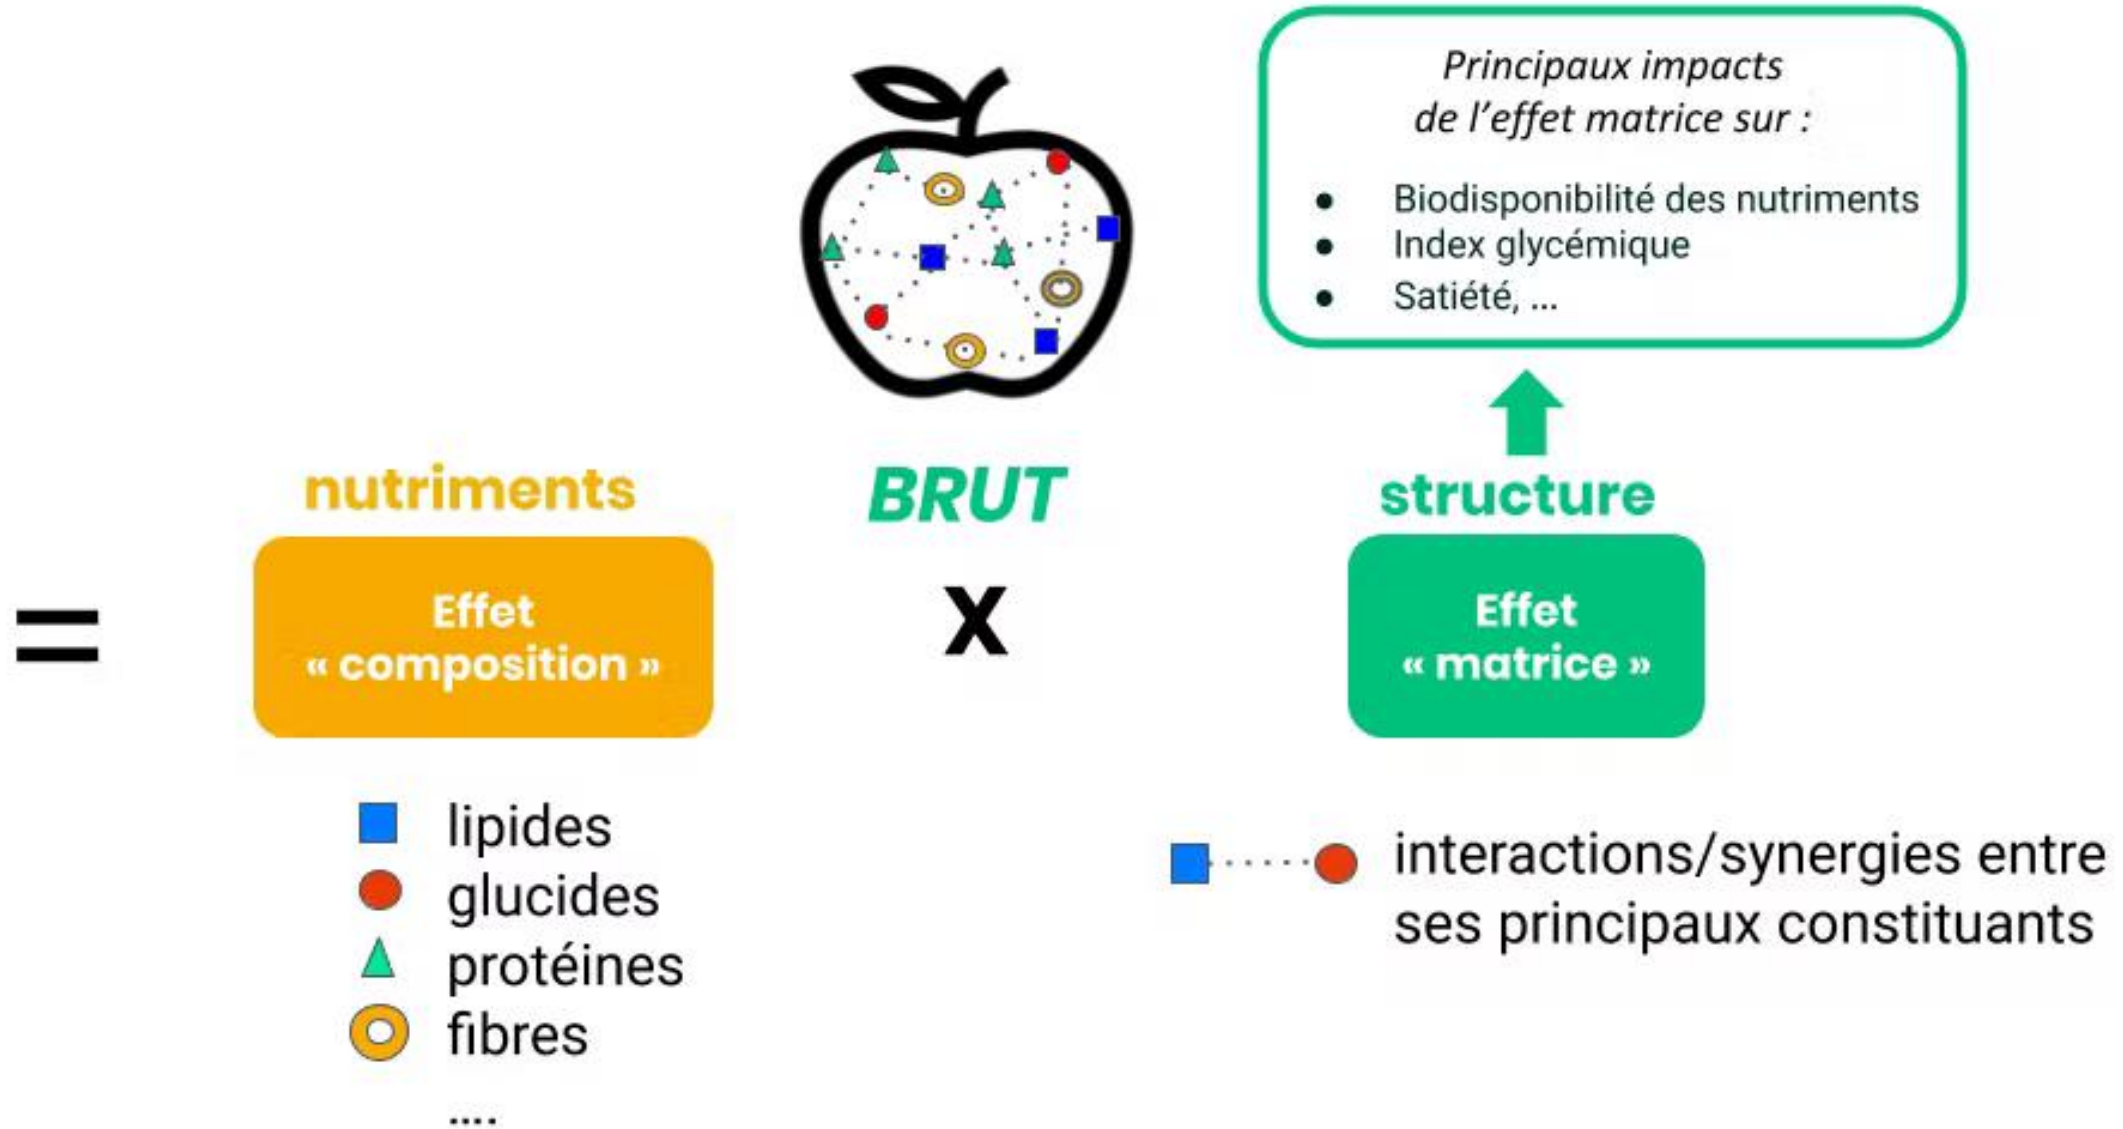 Principaux impacts
de l’effet matrice sur :
● Biodisponibilité des nutriments
● Index glycémique
● Satiété, ...
nutriments
BRUT
structure
=
Effet
« composition »
x
Effet
« matrice »
lipides
glucides
protéines
fibres
....
interactions/synergies entre
ses principaux constituants